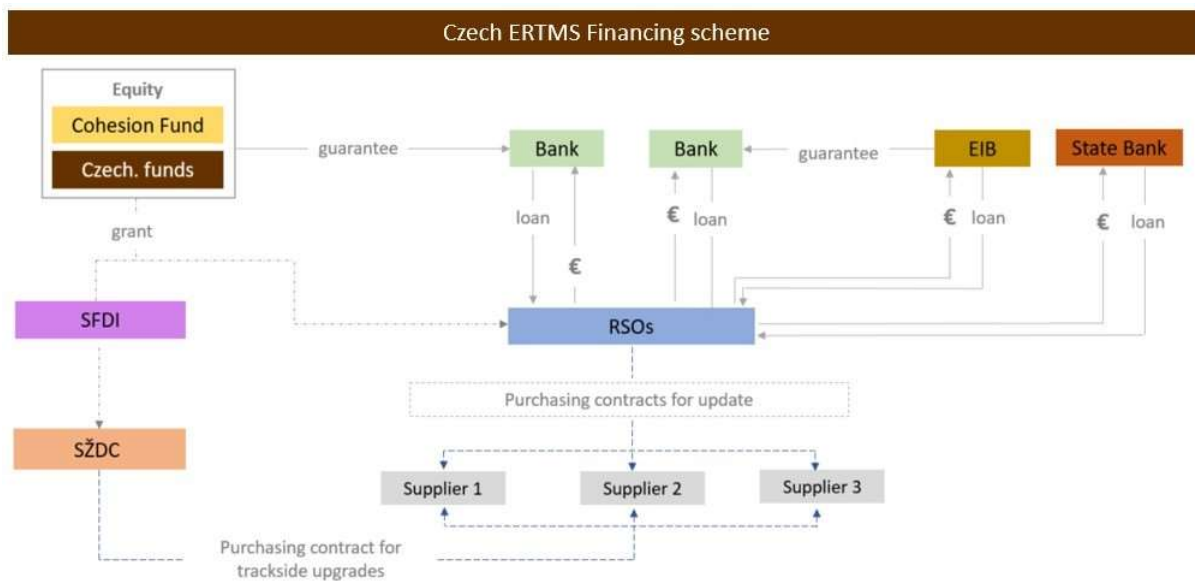 Czech ERTMS Financing scheme
Equity
Cohesion Fund
Czech. funds
guarantee
Bank
Bank
guarantee
EIB
State Bank
loan
€
€
loan
€
loan
€
loan
grant
SFDI
RSOs
Purchasing contracts for update
SŽDC
Supplier 1
Supplier 2
Supplier 3
Purchasing contract for
trackside upgrades